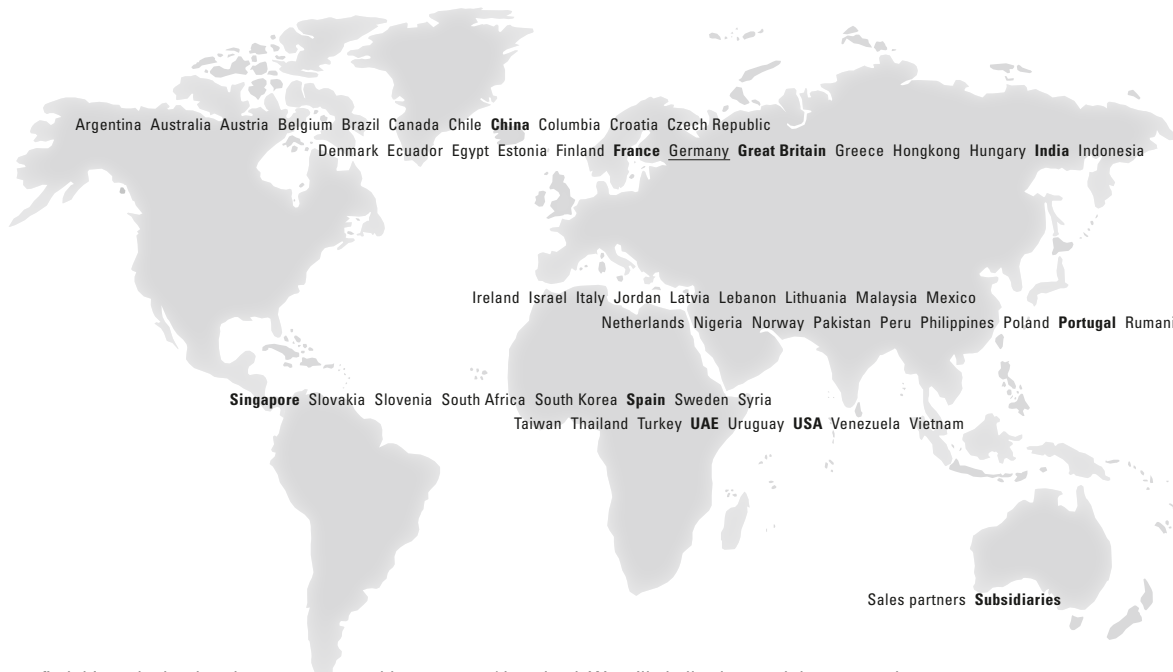 Argentina Australia Austria Belgium Brazil Canada Chile China Columbia Croatia Czech Republic
Denmark Ecuador Egypt Estonia Finland France Germany Great Britain Greece Hongkong Hungary India Indonesia
Ireland Israel Italy Jordan Latvia Lebanon Lithuania Malaysia Mexico
Netherlands Nigeria Norway Pakistan Peru Philippines Poland Portugal Rumani
Singapore Slovakia Slovenia South Africa South Korea Spain Sweden Syria
Taiwan Thailand Turkey UAE Uruguay USA Venezuela Vietnam
Sales partners Subsidiaries